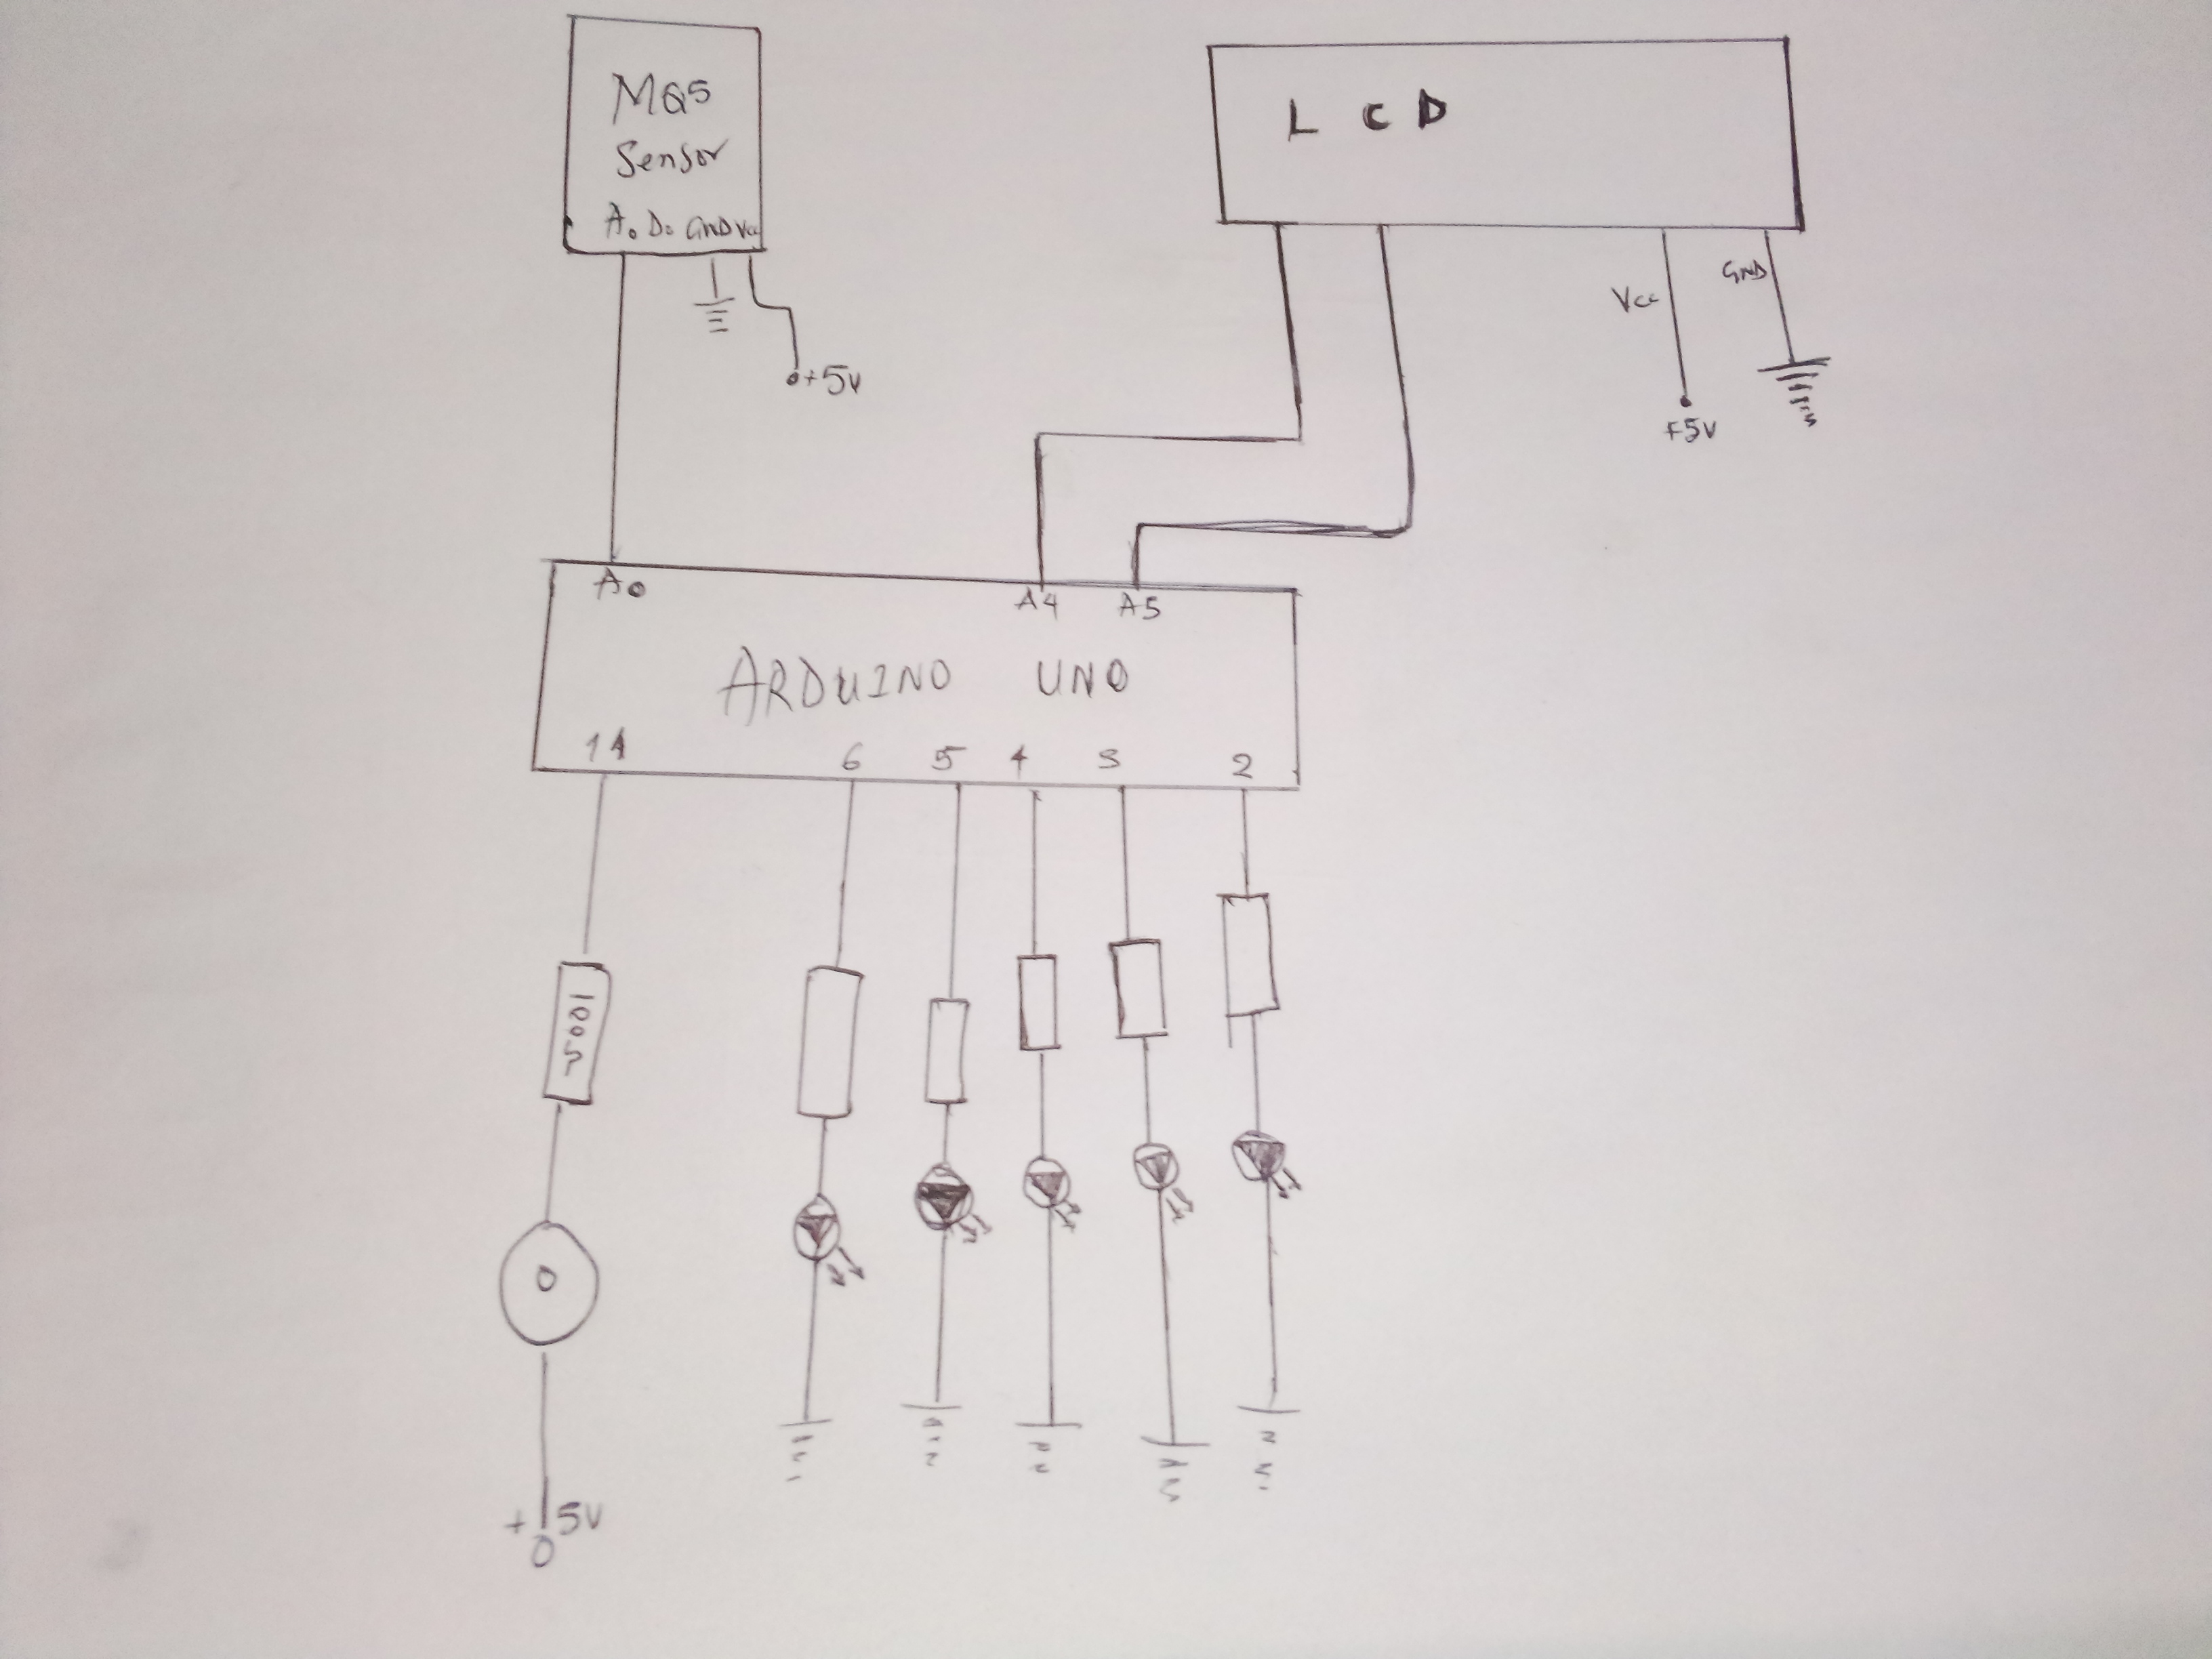 MQ5
Sensor
A0 D0 GND Vcc
+5V
LCD
Vcc
GND
+5V
A0
A4
A5
ARDUINO UNO
14 6 5 4 3 2
100Ω
+5V